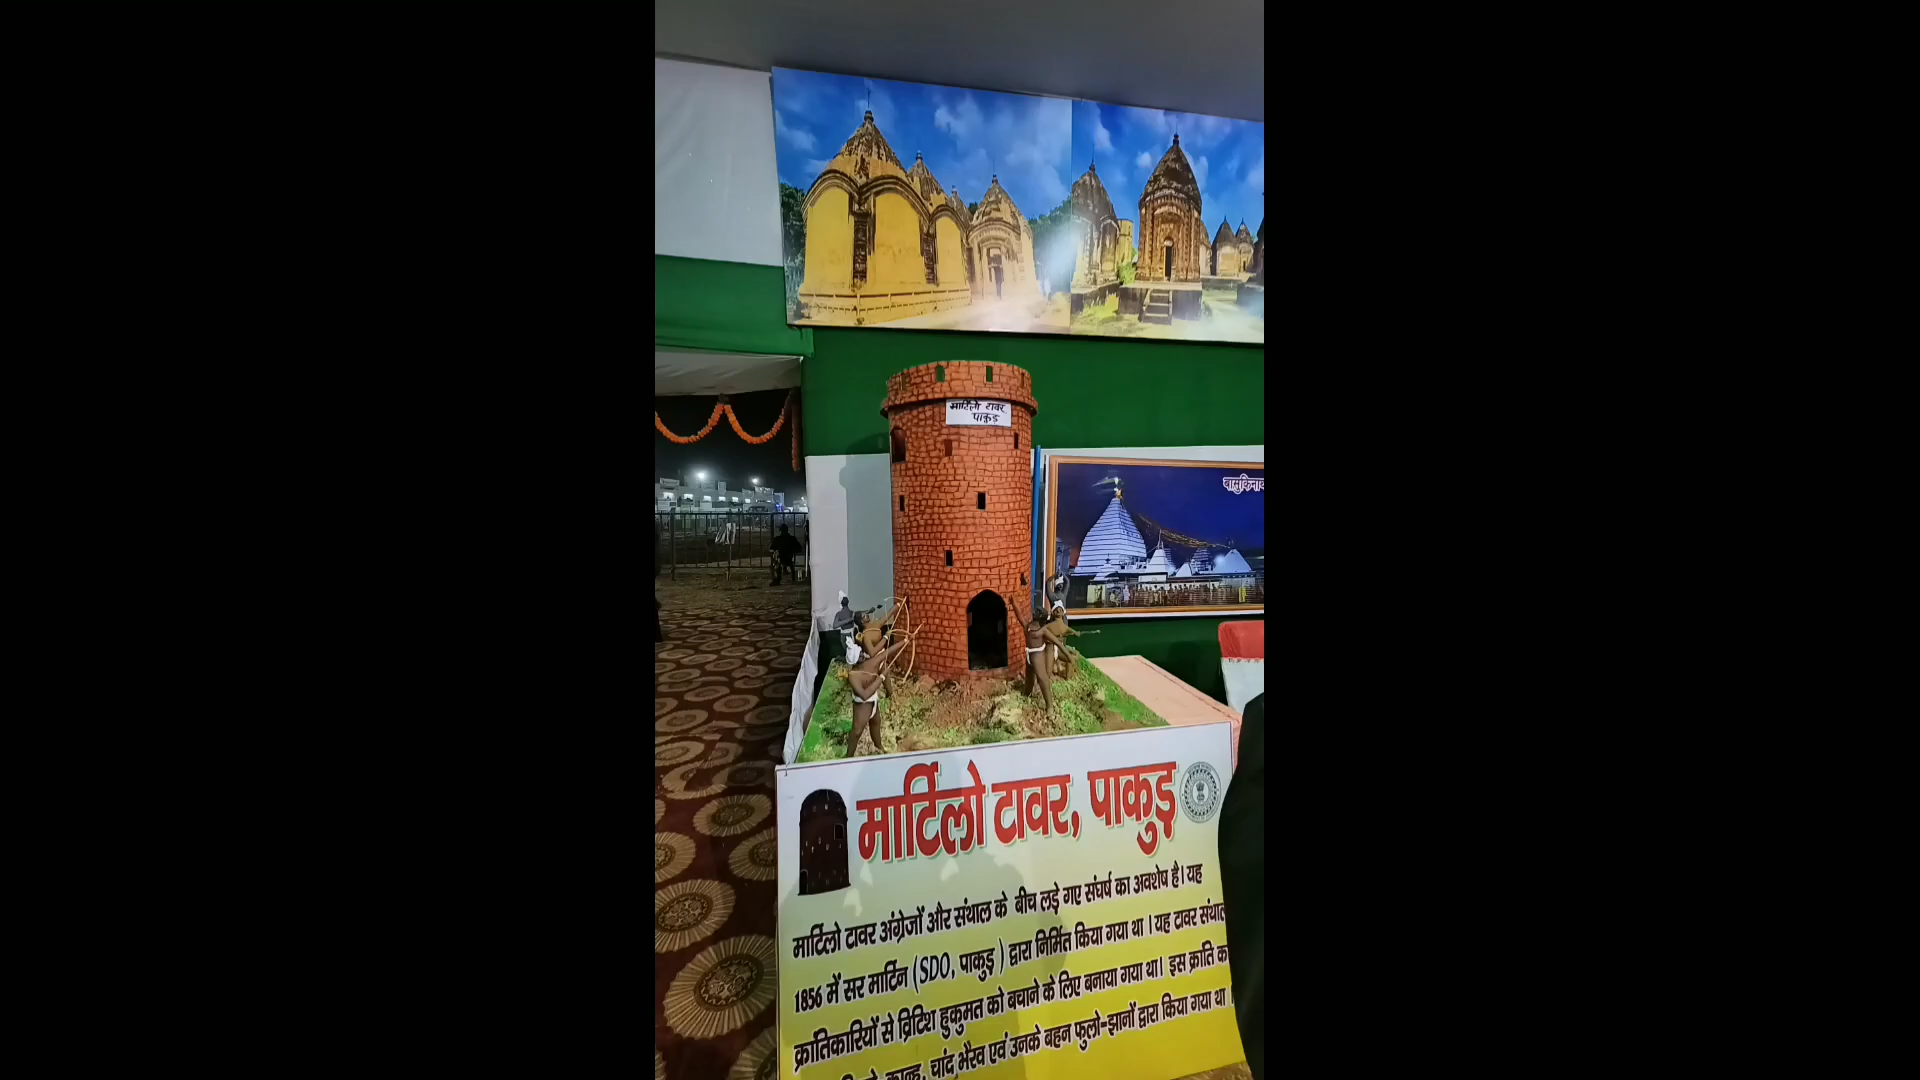 मार्टिलो टावर
पाकुड़
बासुकिनाथ
मार्टिलो टावर, पाकुड़
मार्टिलो टावर अंग्रेजों और संथाल के बीच लड़े गए संघर्ष का अवशेष है। यह
1856 में सर मार्टिन (SDO, पाकुड़ ) द्वारा निर्मित किया गया था । यह टावर संथाल
क्रांतिकारियों से व्रिटिश हुकुमत को बचाने के लिए बनाया गया था। इस क्राति
कान्हू, चांद भैरव एवं उनके बहन फुलो-झानों द्वारा किया गया था ।